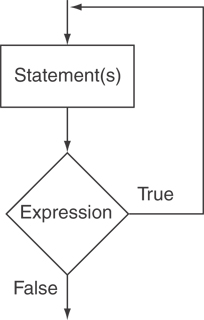 Statement(s)
True
Expression
False